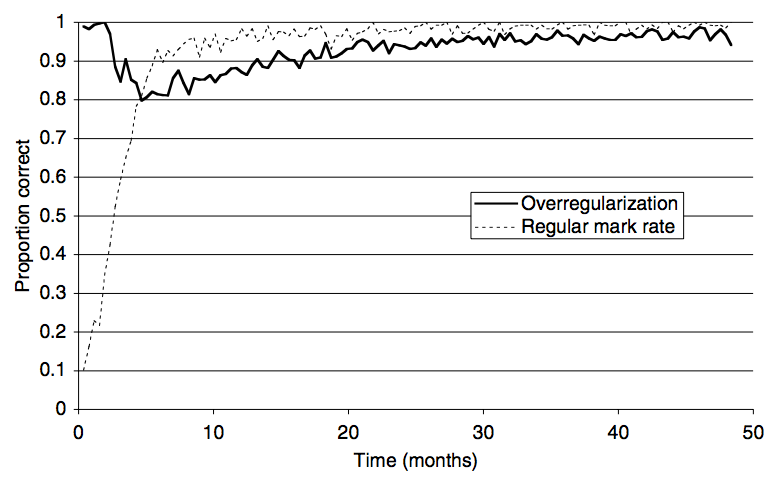 1
0.9
0.8
0.7
0.6
0.5
0.4
0.3
0.2
0.1
0
Proportion correct
Overregularization
Regular mark rate
0 10 20 30 40 50
Time (months)